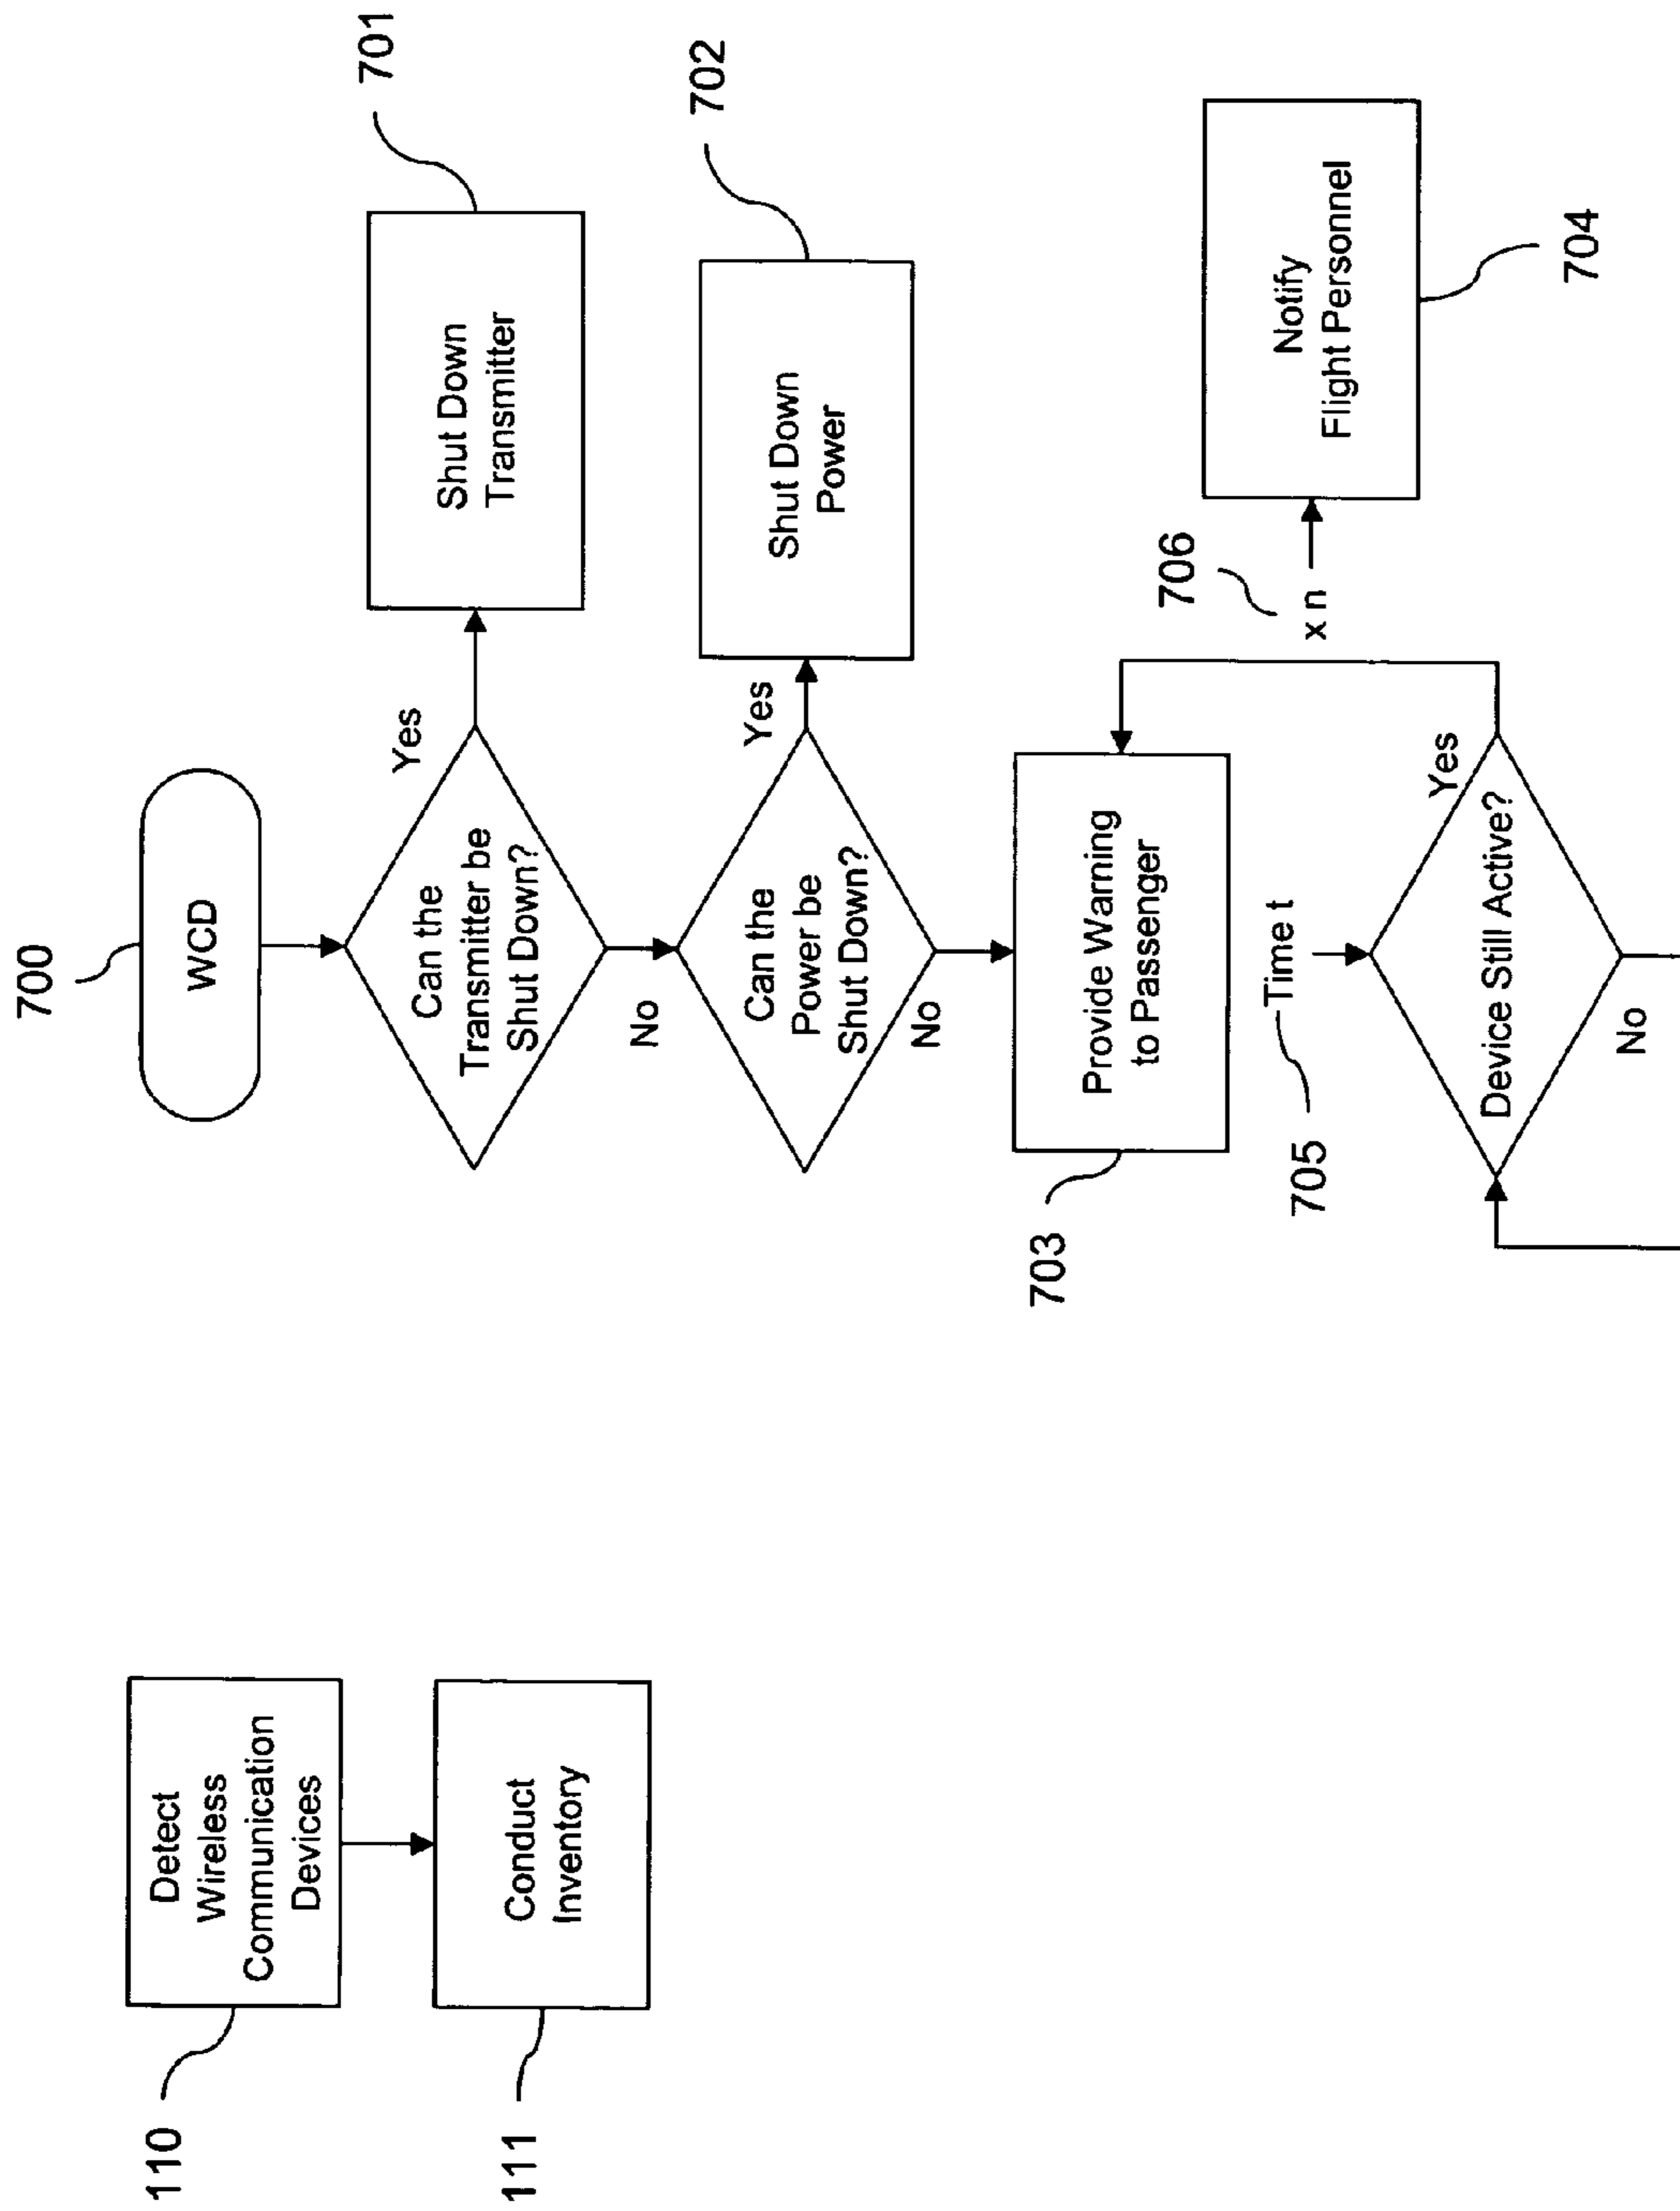 110
Detect
Wireless
Communication
Devices
111
Conduct
Inventory
700
WCD
Can the
Transmitter be
Shut Down?
Yes
Shut Down
Transmitter
701
No
Can the
Power be
Shut Down?
Yes
Shut Down
Power
702
No
Provide Warning
to Passenger
703
705
Time t
Device Still Active?
Yes
No
706
x n
Notify
Flight Personnel
704